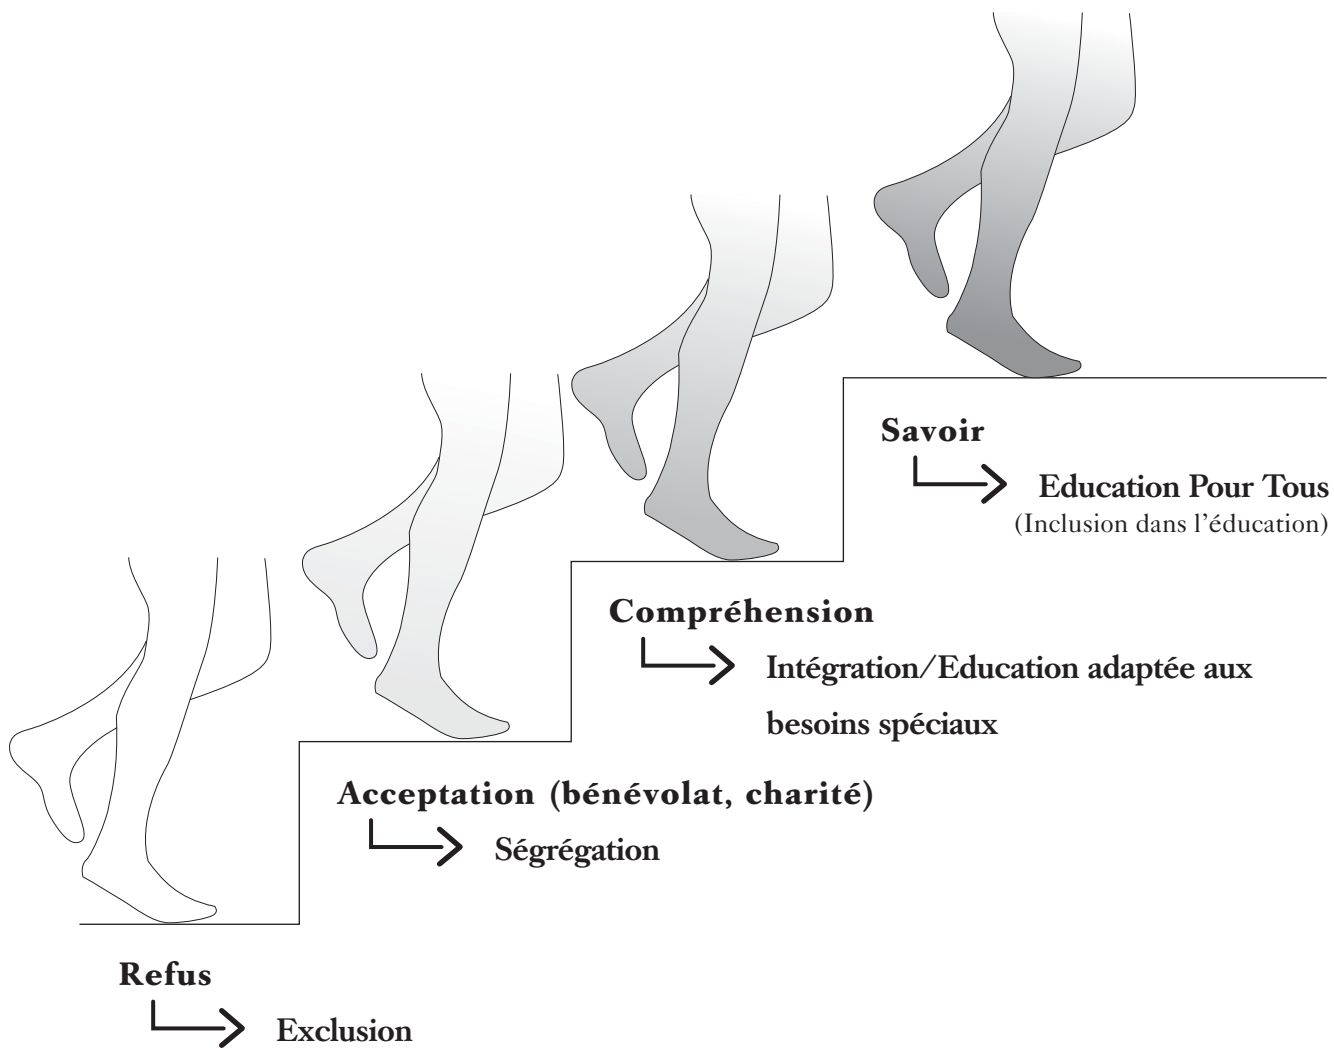 Savoir
Education Pour Tous
(Inclusion dans l'éducation)
Compréhension
Intégration/Education adaptée aux
besoins spéciaux
Acceptation (bénévolat, charité)
Ségrégation
Refus
Exclusion